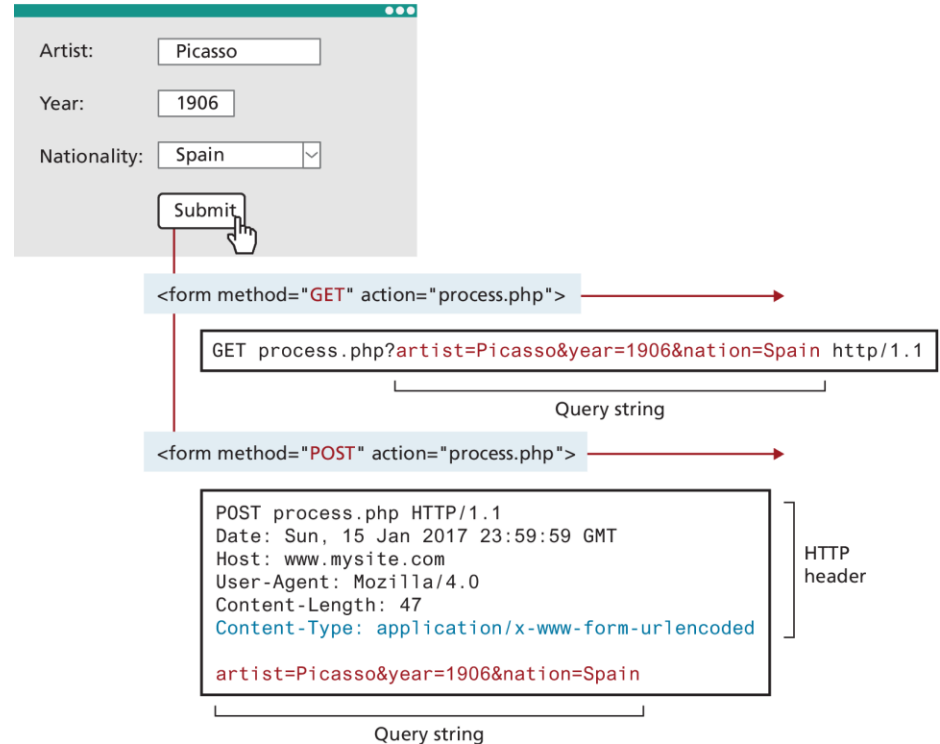 Artist: Picasso
Year: 1906
Nationality: Spain
Submit
<form method="GET" action="process.php">
GET process.php?artist=Picasso&year=1906&nation=Spain http/1.1
Query string
<form method="POST" action="process.php">
POST process.php HTTP/1.1
Date: Sun, 15 Jan 2017 23:59:59 GMT
Host: www.mysite.com
User-Agent: Mozilla/4.0
Content-Length: 47
Content-Type: application/x-www-form-urlencoded
HTTP
header
artist=Picasso&year=1906&nation=Spain
Query string